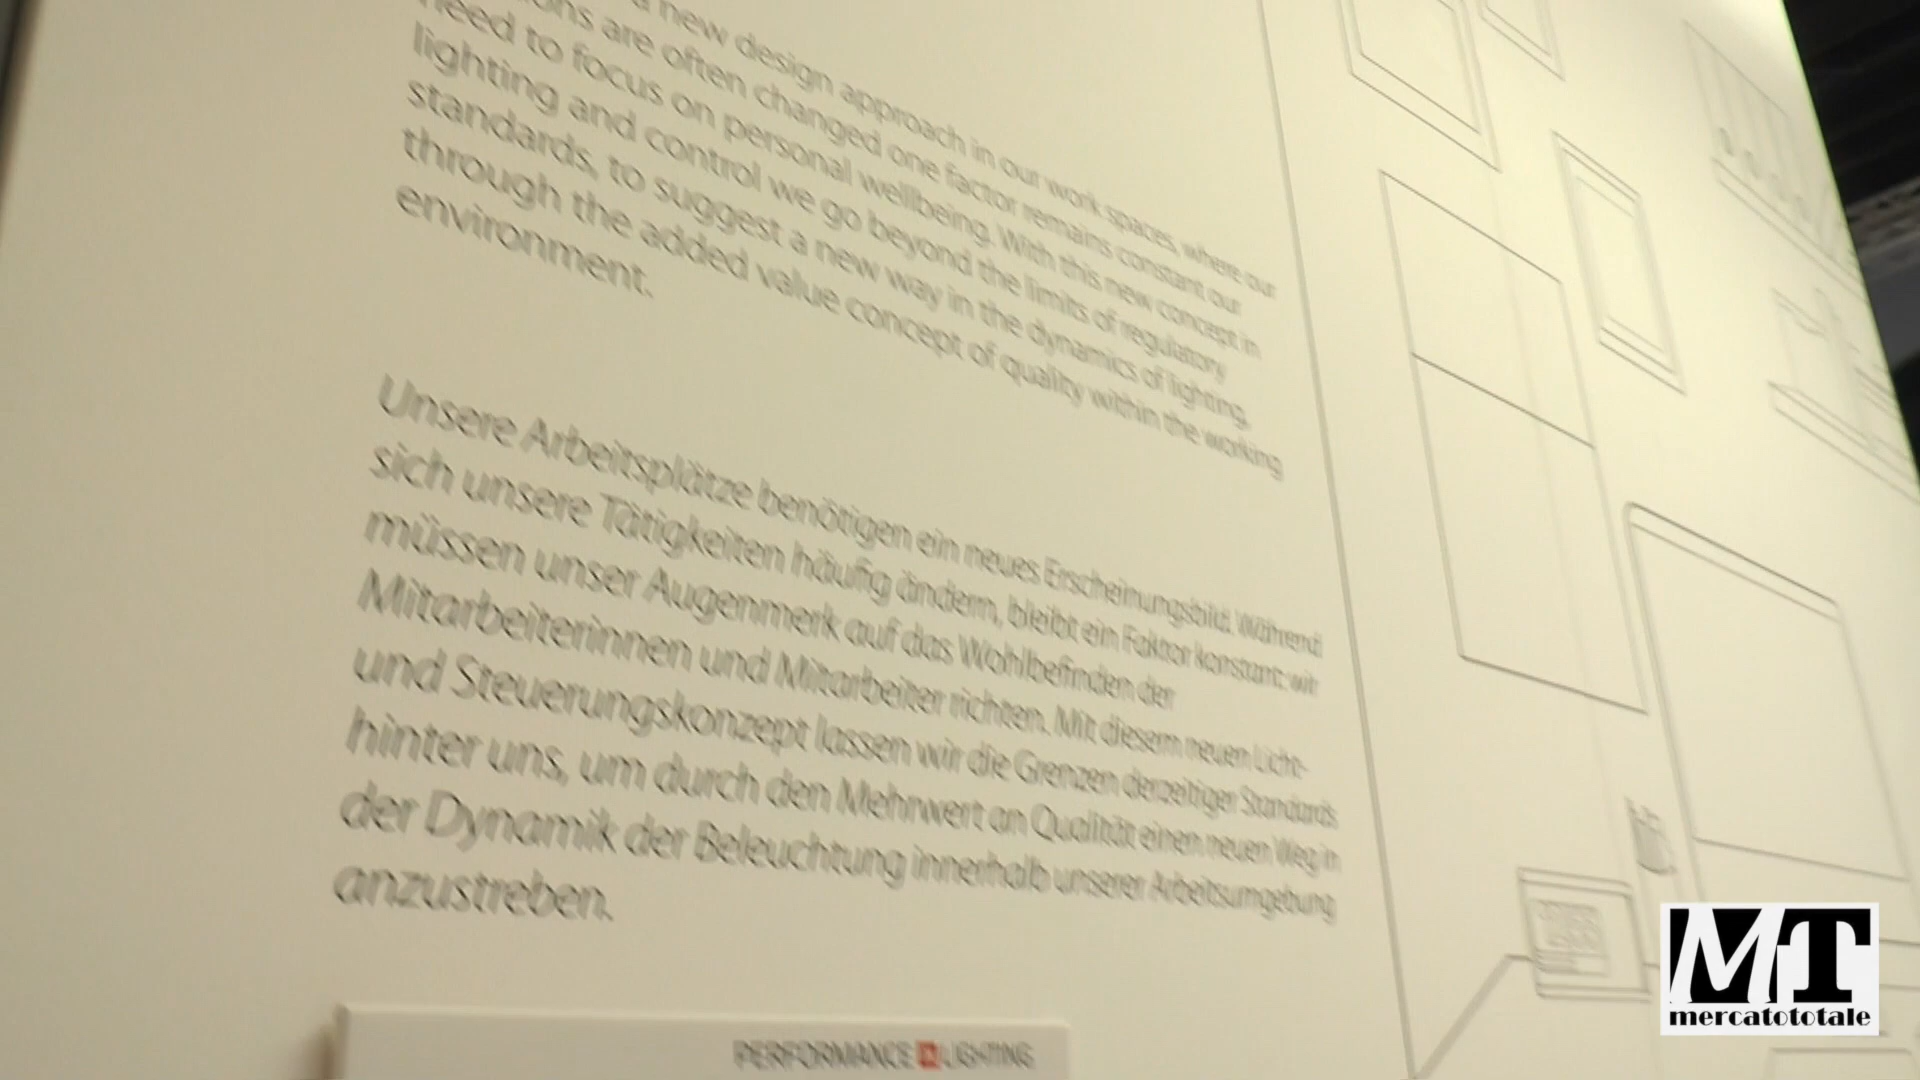 a new design approach in our work spaces, where our
are often changed one factor remains constant our
need to focus on personal wellbeing. With this new concept in
lighting and control we go beyond the limits of regulatory
standards, to suggest a new way in the dynamics of lighting,
through the added value concept of quality within the working
environment.
Unsere Arbeitsplätze benötigen ein neues Erscheinungsbild. Während
sich unsere Tätigkeiten häufig ändern, bleibt ein Faktor konstant: wir
müssen unser Augenmerk auf das Wohlbefinden der
Mitarbeiterinnen und Mitarbeiter richten. Mit diesem neuen Licht-
und Steuerungskonzept lassen wir die Grenzen derzeitiger Standards
hinter uns, um durch den Mehrwert an Qualität einen neuen Weg in
der Dynamik der Beleuchtung innerhalb unserer Arbeitsumgebung
anzustreben.
PERFORMANCE IN LIGHTING
MT
mercatototale